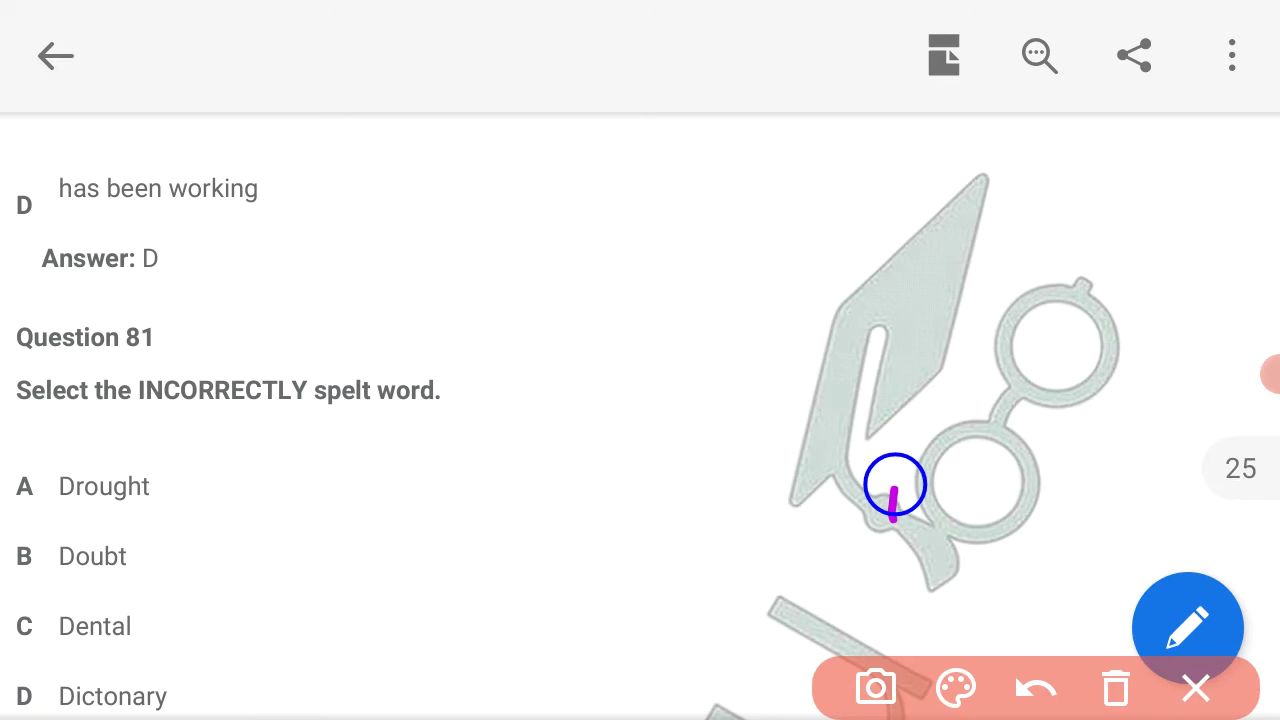 has been working
D
Answer: D
Question 81
Select the INCORRECTLY spelt word.
A Drought
25
B Doubt
C Dental
D Dictonary